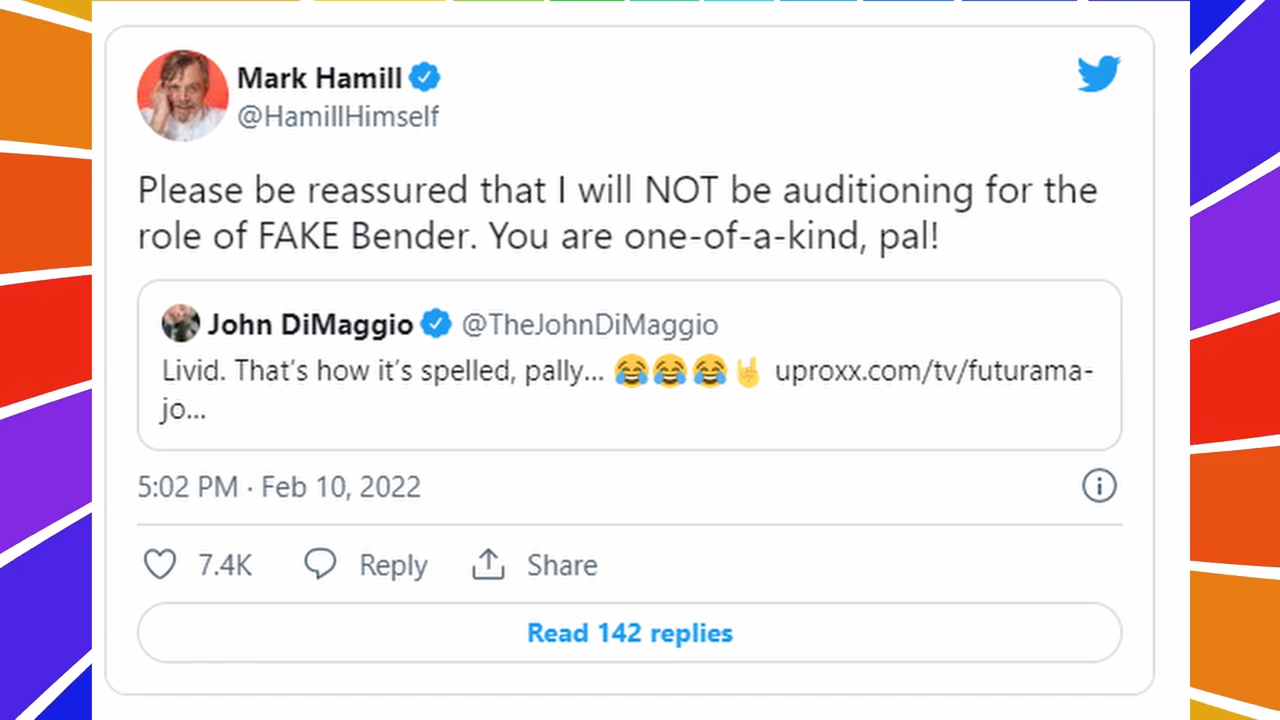 Mark Hamill
@HamillHimself
Please be reassured that I will NOT be auditioning for the
role of FAKE Bender. You are one-of-a-kind, pal!
John DiMaggio @TheJohnDiMaggio
Livid. That's how it's spelled, pally... 😂😂😂🤘 uproxx.com/tv/futurama-
jo...
5:02 PM · Feb 10, 2022
7.4K Reply Share
Read 142 replies